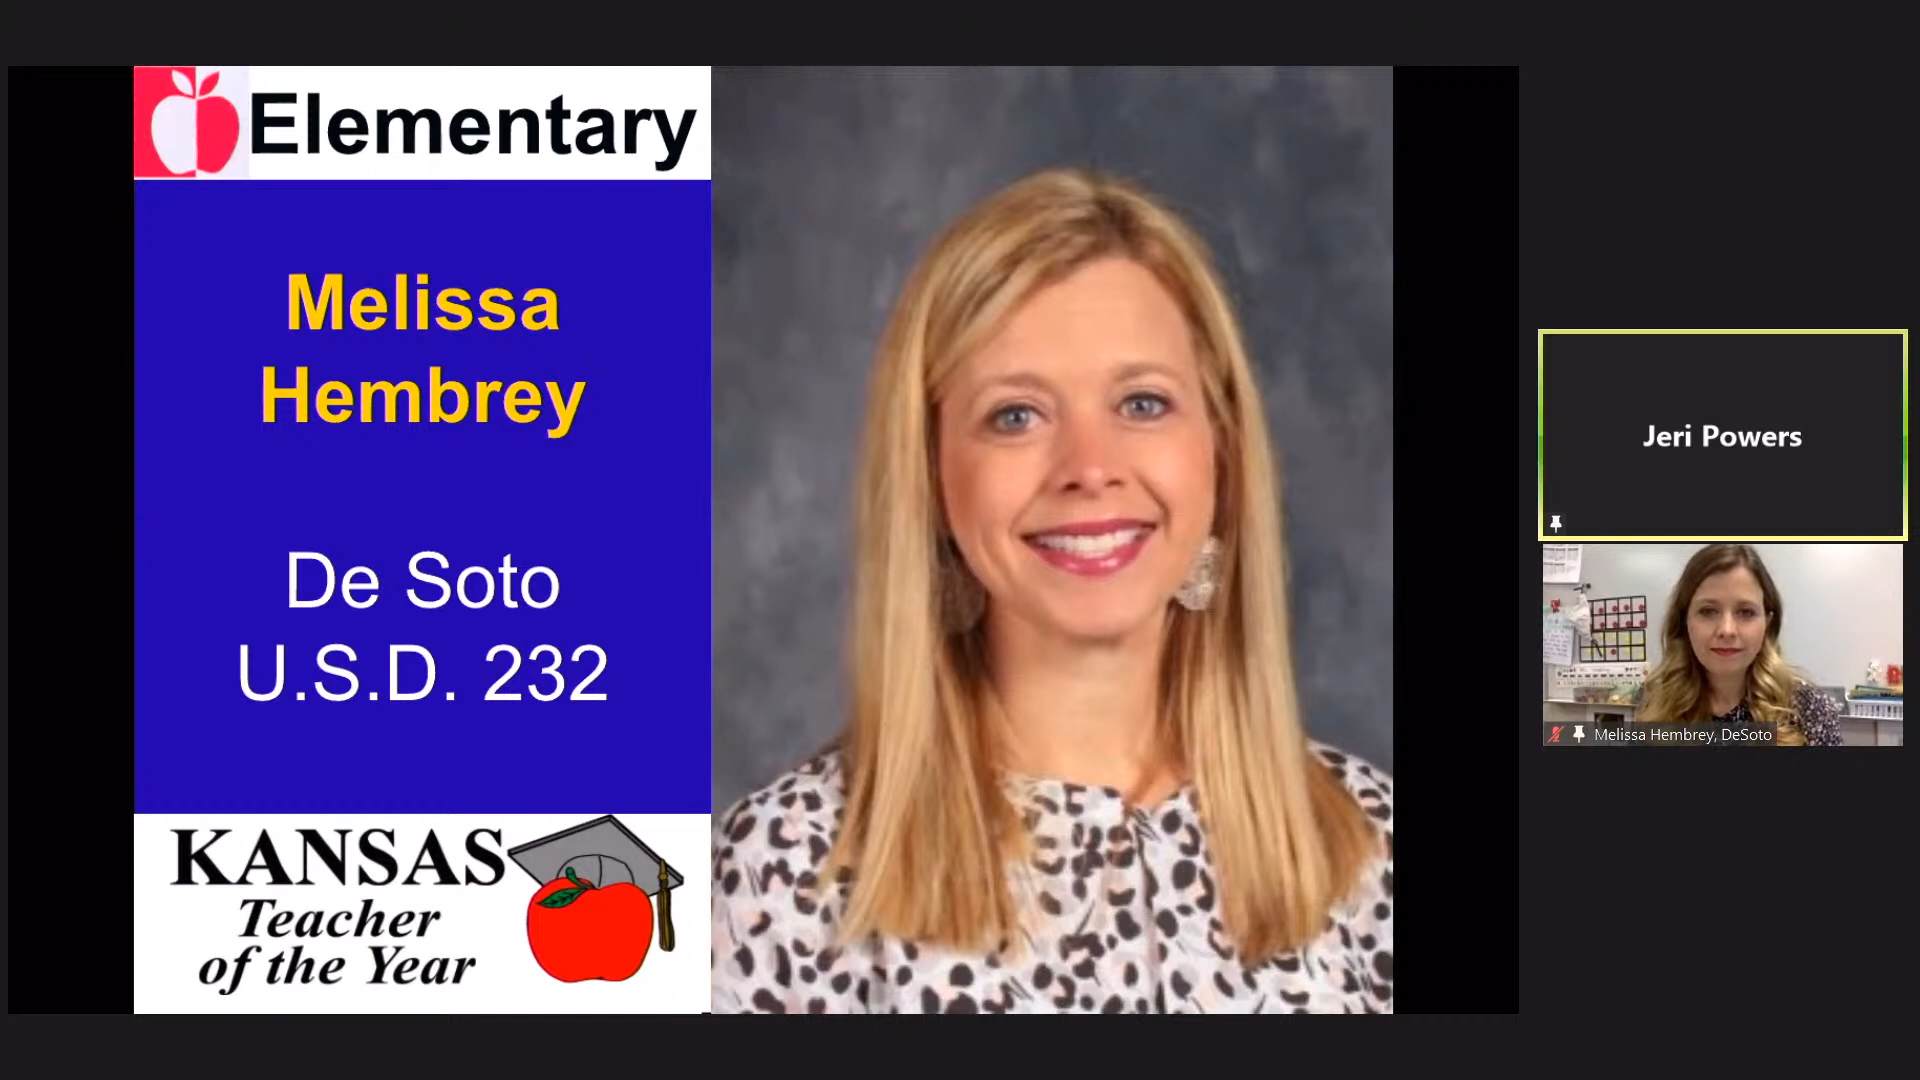 Elementary
Melissa
Hembrey
De Soto
U.S.D. 232
KANSAS
Teacher
of the Year
Jeri Powers
Melissa Hembrey, DeSoto